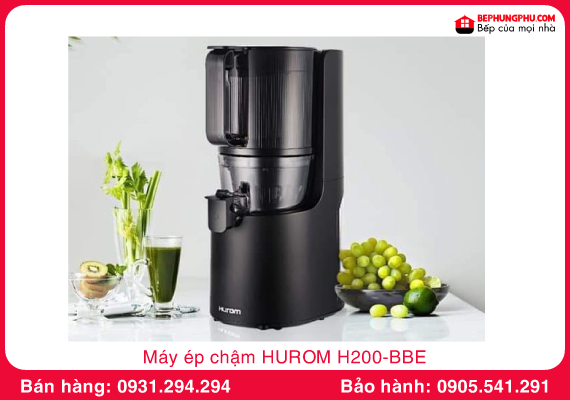 BEPHUNGPHU.COM
Bếp của mọi nhà
Hurom
Máy ép chậm HUROM H200-BBE
Bán hàng: 0931.294.294
Bảo hành: 0905.541.291